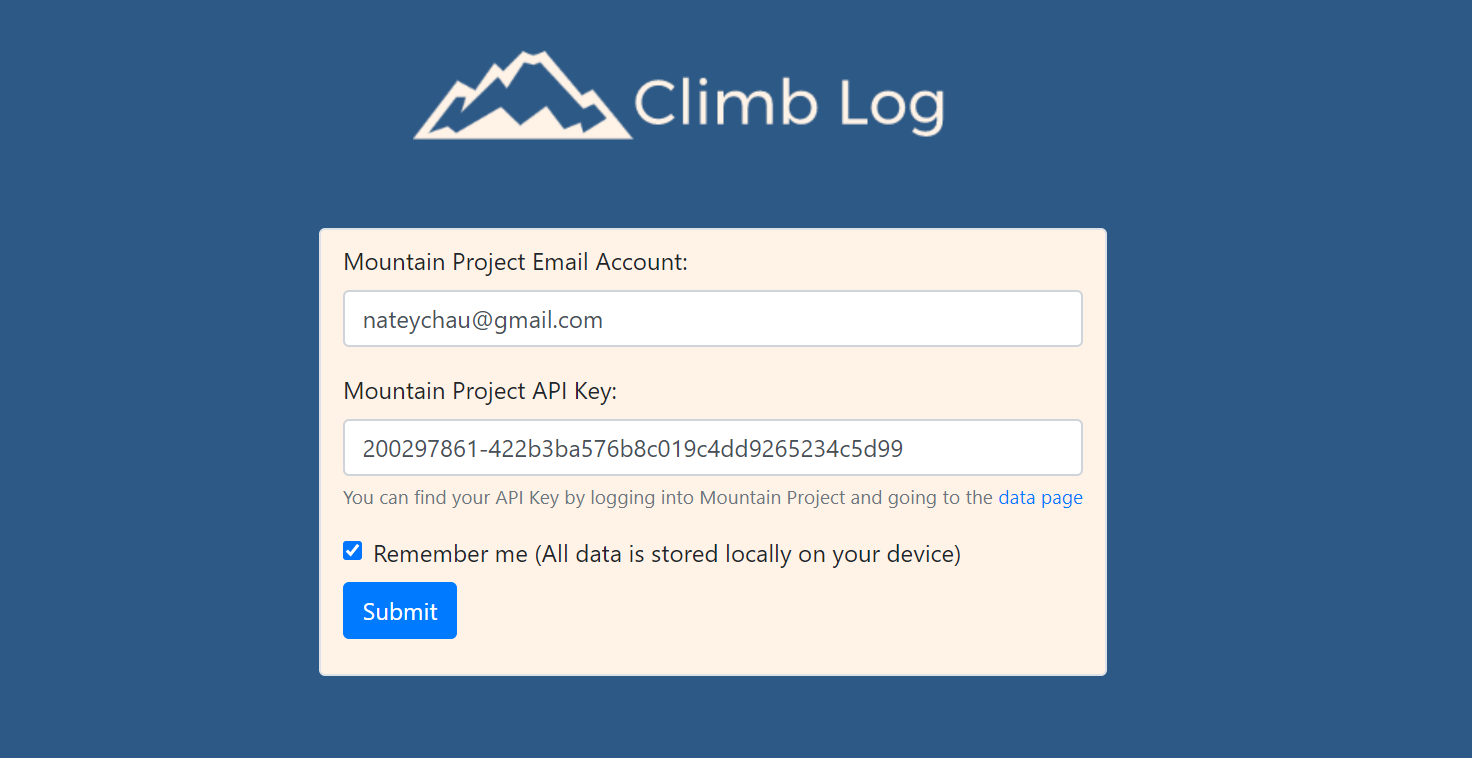 Climb Log
Mountain Project Email Account:
nateychau@gmail.com
Mountain Project API Key:
200297861-422b3ba576b8c019c4dd9265234c5d99
You can find your API Key by logging into Mountain Project and going to the data page
Remember me (All data is stored locally on your device)
Submit